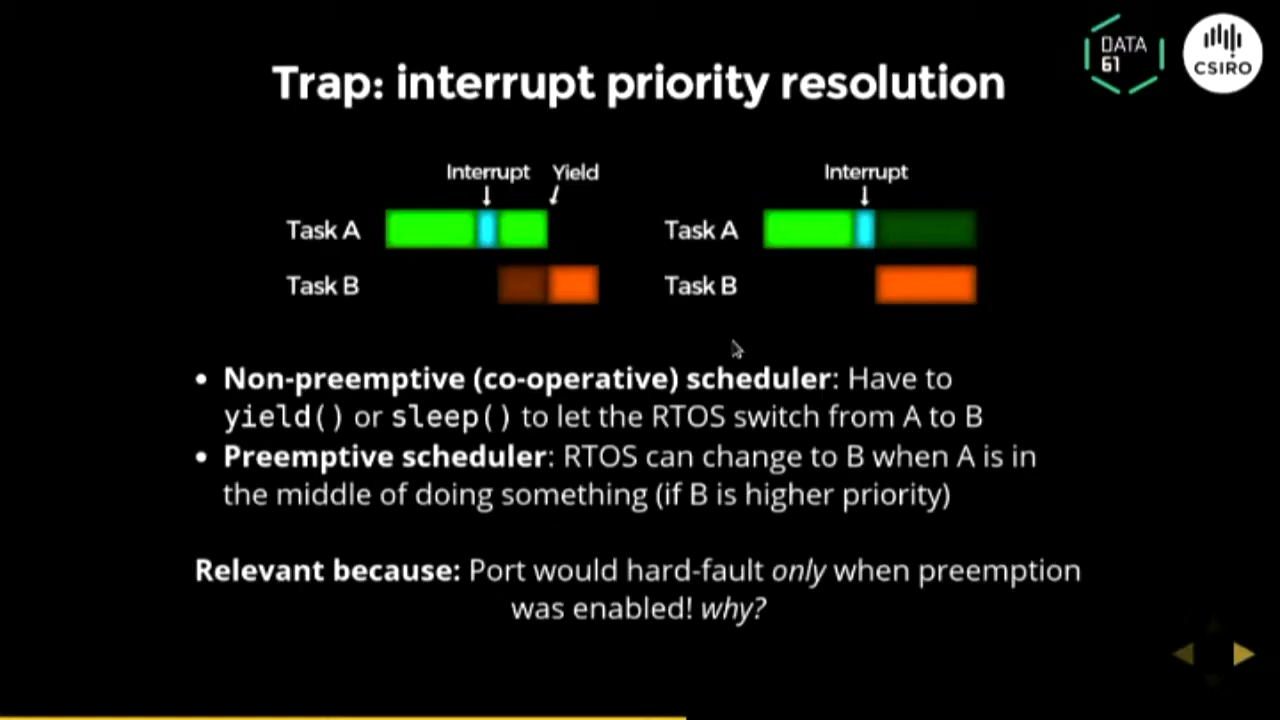 DATA
61
CSIRO
Trap: interrupt priority resolution
Interrupt Yield
Task A
Task B
Interrupt
Task A
Task B
• Non-preemptive (co-operative) scheduler: Have to
yield() or sleep() to let the RTOS switch from A to B
• Preemptive scheduler: RTOS can change to B when A is in
the middle of doing something (if B is higher priority)
Relevant because: Port would hard-fault only when preemption
was enabled! why?